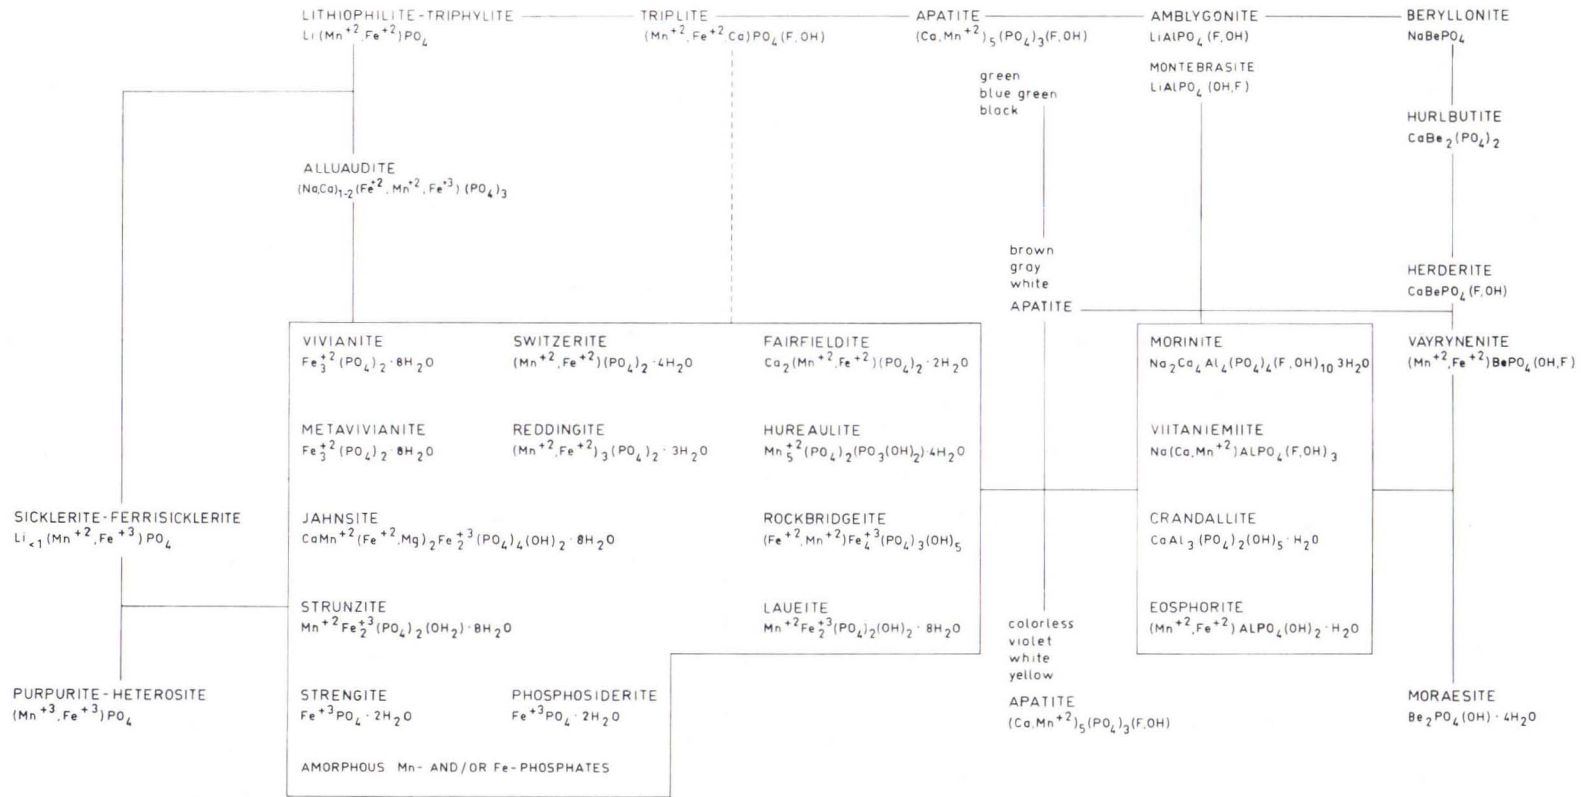 LITHIOPHILITE-TRIPHYLITE
Li(Mn⁺²,Fe⁺²)PO₄
TRIPLITE
(Mn⁺²,Fe⁺²,Ca)PO₄(F,OH)
APATITE
(Ca,Mn⁺²)₅(PO₄)₃(F,OH)
AMBLYGONITE
LiAlPO₄(F,OH)
BERYLLONITE
NaBePO₄
MONTEBRASITE
LiAlPO₄(OH,F)
green
blue green
black
HURLBUTITE
CaBe₂(PO₄)₂
ALLUAUDITE
(Na,Ca)₁₋₂(Fe⁺²,Mn⁺²,Fe⁺³)(PO₄)₃
brown
gray
white
APATITE
HERDERITE
CaBePO₄(F,OH)
VIVIANITE
Fe₃⁺²(PO₄)₂·8H₂O
SWITZERITE
(Mn⁺²,Fe⁺²)(PO₄)₂·4H₂O
FAIRFIELDITE
Ca₂(Mn⁺²,Fe⁺²)(PO₄)₂·2H₂O
MORINITE
Na₂Ca₄Al₄(PO₄)₄(F,OH)₁₀3H₂O
VÄYRYNENITE
(Mn⁺²,Fe⁺²)BePO₄(OH,F)
METAVIVIANITE
Fe₃⁺²(PO₄)₂·8H₂O
REDDINGITE
(Mn⁺²,Fe⁺²)₃(PO₄)₂·3H₂O
HUREAULITE
Mn₅⁺²(PO₄)₂(PO₃(OH)₂)·4H₂O
VIITANIEMIITE
Na(Ca,Mn⁺²)ALPO₄(F,OH)₃
SICKLERITE-FERRISICKLERITE
Li<₁(Mn⁺²,Fe⁺³)PO₄
JAHNSITE
CaMn⁺²(Fe⁺²,Mg)₂Fe₂⁺³(PO₄)₄(OH)₂·8H₂O
ROCKBRIDGEITE
(Fe⁺²,Mn⁺²)Fe₄⁺³(PO₄)₃(OH)₅
CRANDALLITE
CaAl₃(PO₄)₂(OH)₅·H₂O
STRUNZITE
Mn⁺²Fe₂⁺³(PO₄)₂(OH₂)·8H₂O
LAUEITE
Mn⁺²Fe₂⁺³(PO₄)₂(OH)₂·8H₂O
EOSPHORITE
(Mn⁺²,Fe⁺²)ALPO₄(OH)₂·H₂O
colorless
violet
white
yellow
APATITE
(Ca,Mn⁺²)₅(PO₄)₃(F,OH)
PURPURITE-HETEROSITE
(Mn⁺³,Fe⁺³)PO₄
STRENGITE
Fe⁺³PO₄·2H₂O
PHOSPHOSIDERITE
Fe⁺³PO₄·2H₂O
MORAESITE
Be₂PO₄(OH)·4H₂O
AMORPHOUS Mn- AND/OR Fe-PHOSPHATES